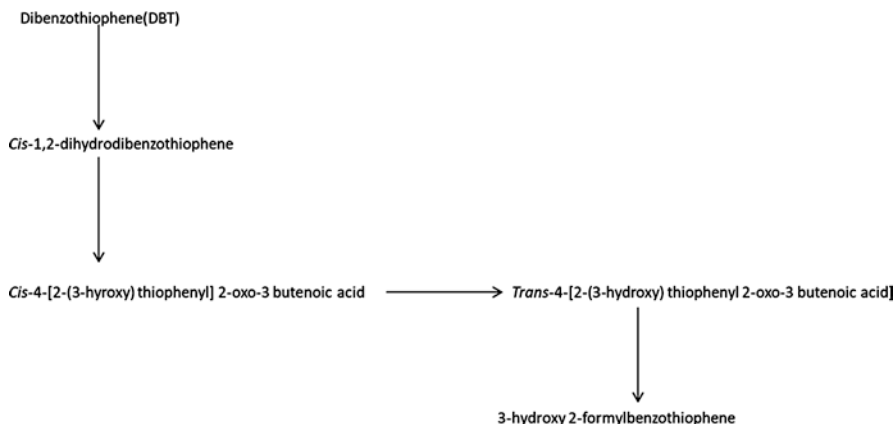 Dibenzothiophene(DBT)
Cis-1,2-dihydrodibenzothiophene
Cis-4-[2-(3-hyroxy) thiophenyl] 2-oxo-3 butenoic acid
Trans-4-[2-(3-hydroxy) thiophenyl 2-oxo-3 butenoic acid]
3-hydroxy 2-formylbenzothiophene